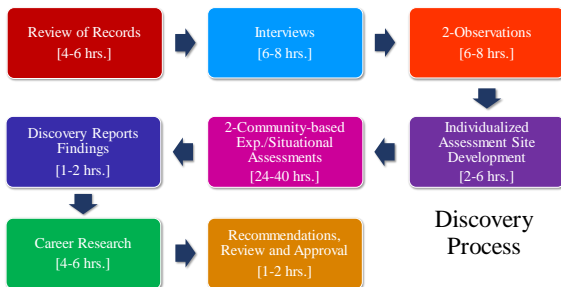 Review of Records
[4-6 hrs.]
Interviews
[6-8 hrs.]
2-Observations
[6-8 hrs.]
Individualized
Assessment Site
Development
[2-6 hrs.]
2-Community-based
Exp./Situational
Assessments
[24-40 hrs.]
Discovery Reports
Findings
[1-2 hrs.]
Career Research
[4-6 hrs.]
Recommendations,
Review and Approval
[1-2 hrs.]
Discovery
Process